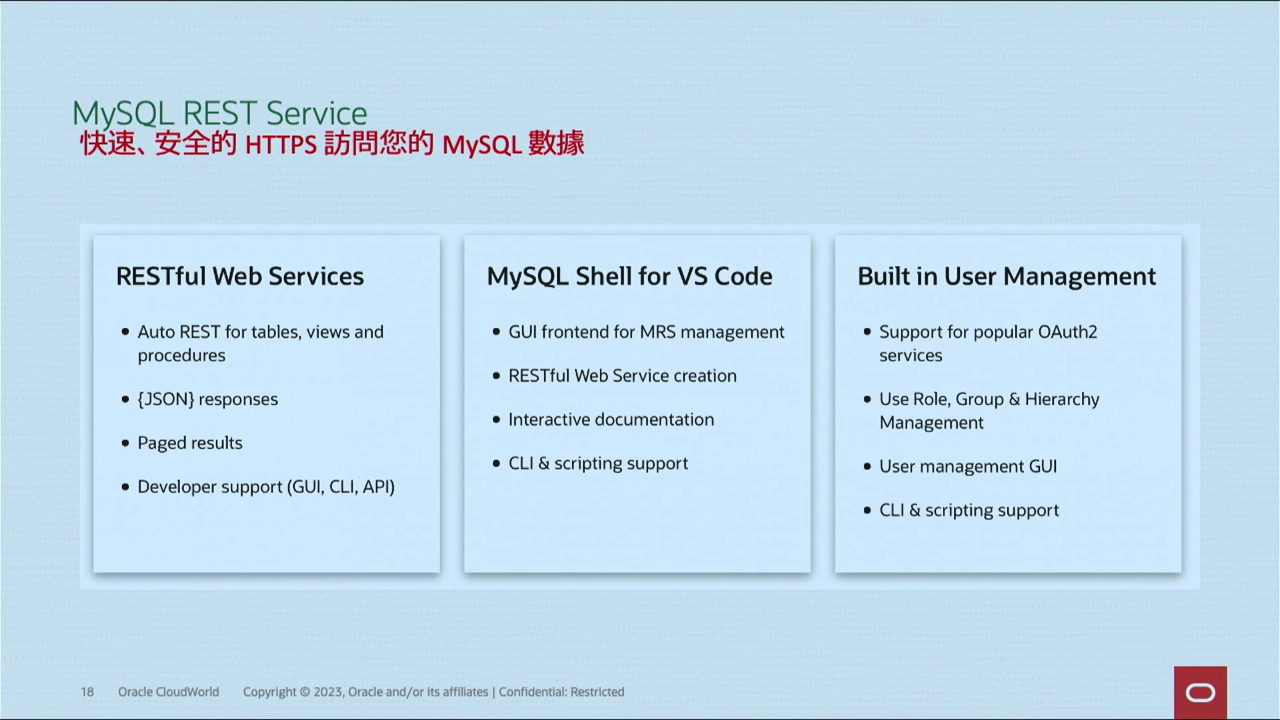 MySQL REST Service
快速、安全的 HTTPS 訪問您的 MySQL 數據
RESTful Web Services
• Auto REST for tables, views and
procedures
• {JSON} responses
• Paged results
• Developer support (GUI, CLI, API)
MySQL Shell for VS Code
• GUI frontend for MRS management
• RESTful Web Service creation
• Interactive documentation
• CLI & scripting support
Built in User Management
• Support for popular OAuth2
services
• Use Role, Group & Hierarchy
Management
• User management GUI
• CLI & scripting support
18 Oracle CloudWorld Copyright © 2023, Oracle and/or its affiliates | Confidential: Restricted